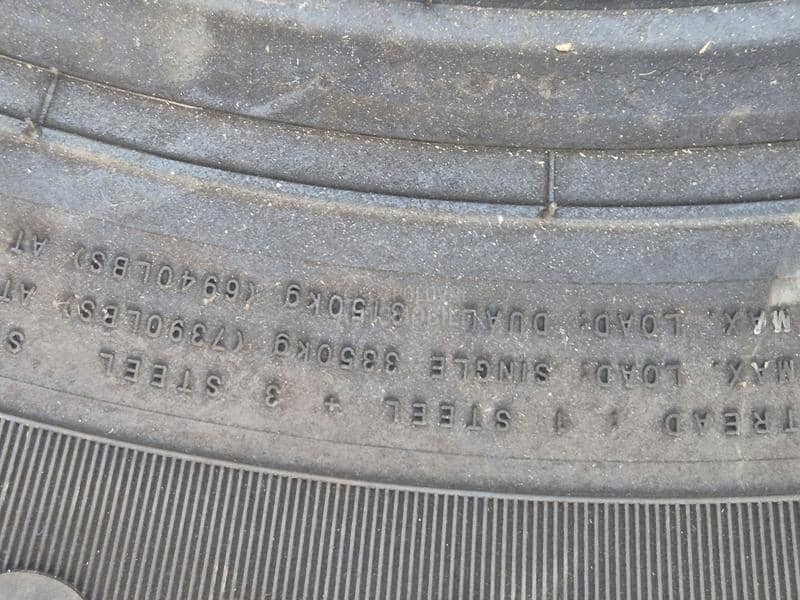 TREAD : 1 STEEL + 3 STEEL S
MAX. LOAD: SINGLE 3350kg (7390LBS) AT
MAX. LOAD: DUAL 3150kg (6940LBS) AT